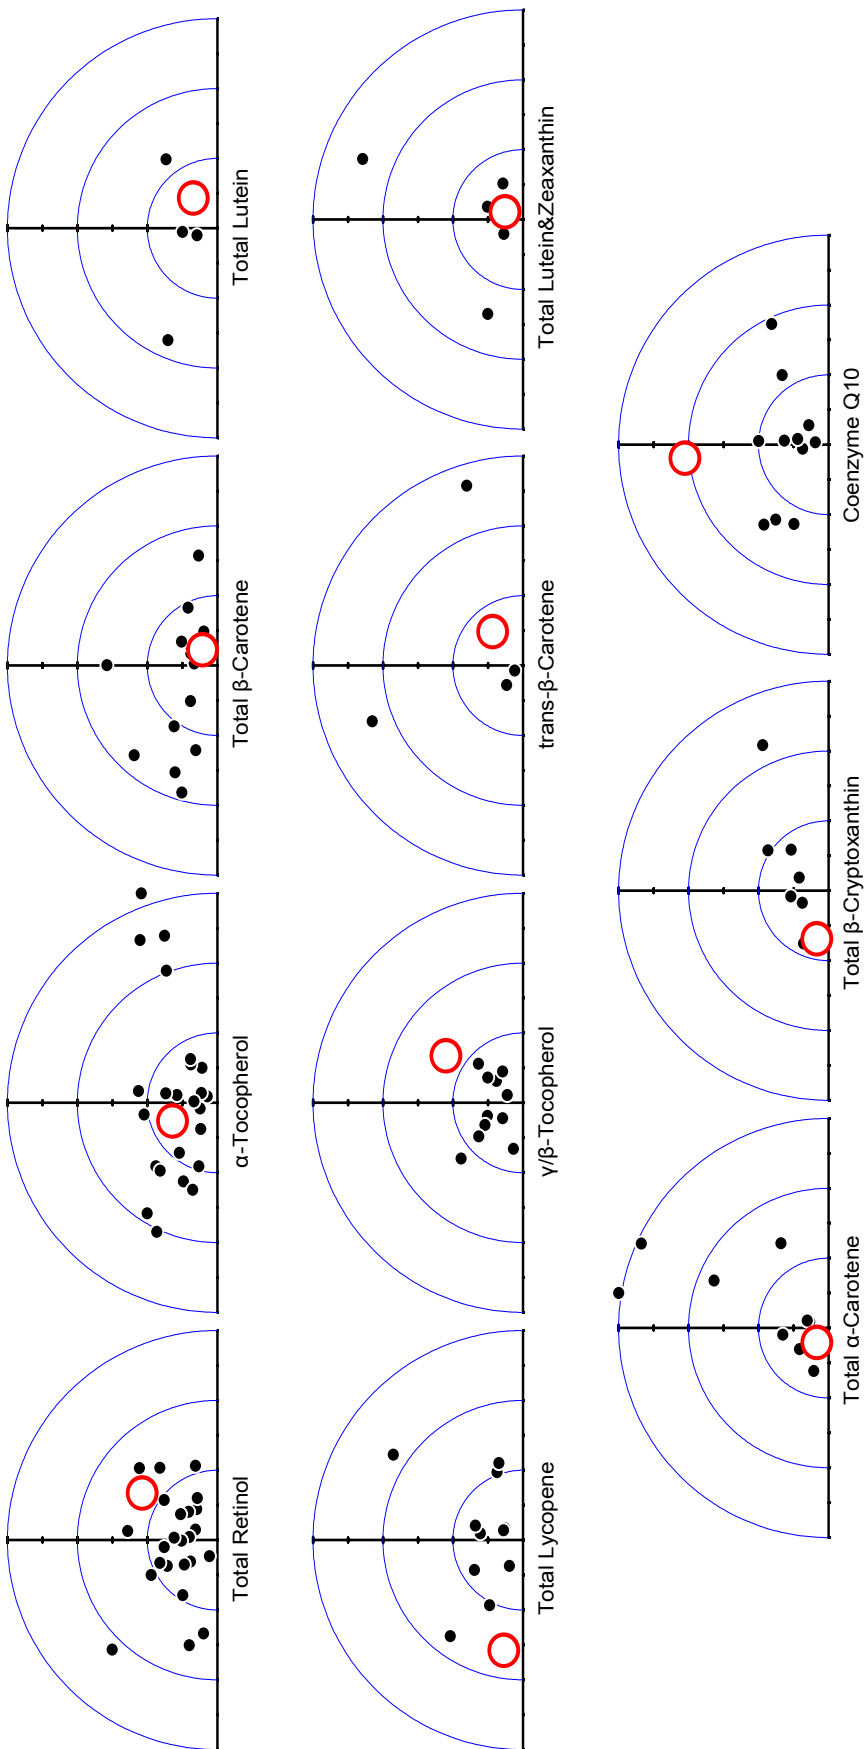 Total Retinol
α-Tocopherol
Total β-Carotene
Total Lutein
Total Lycopene
γ/β-Tocopherol
trans-β-Carotene
Total Lutein&Zeaxanthin
Total α-Carotene
Total β-Cryptoxanthin
Coenzyme Q10